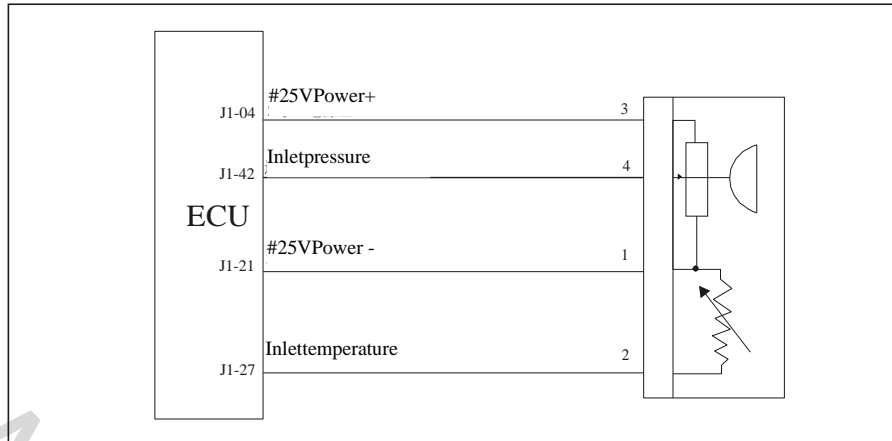 #25VPower+
J1-04
3
Inletpressure
J1-42
4
ECU
#25VPower -
J1-21
1
Inlettemperature
J1-27
2